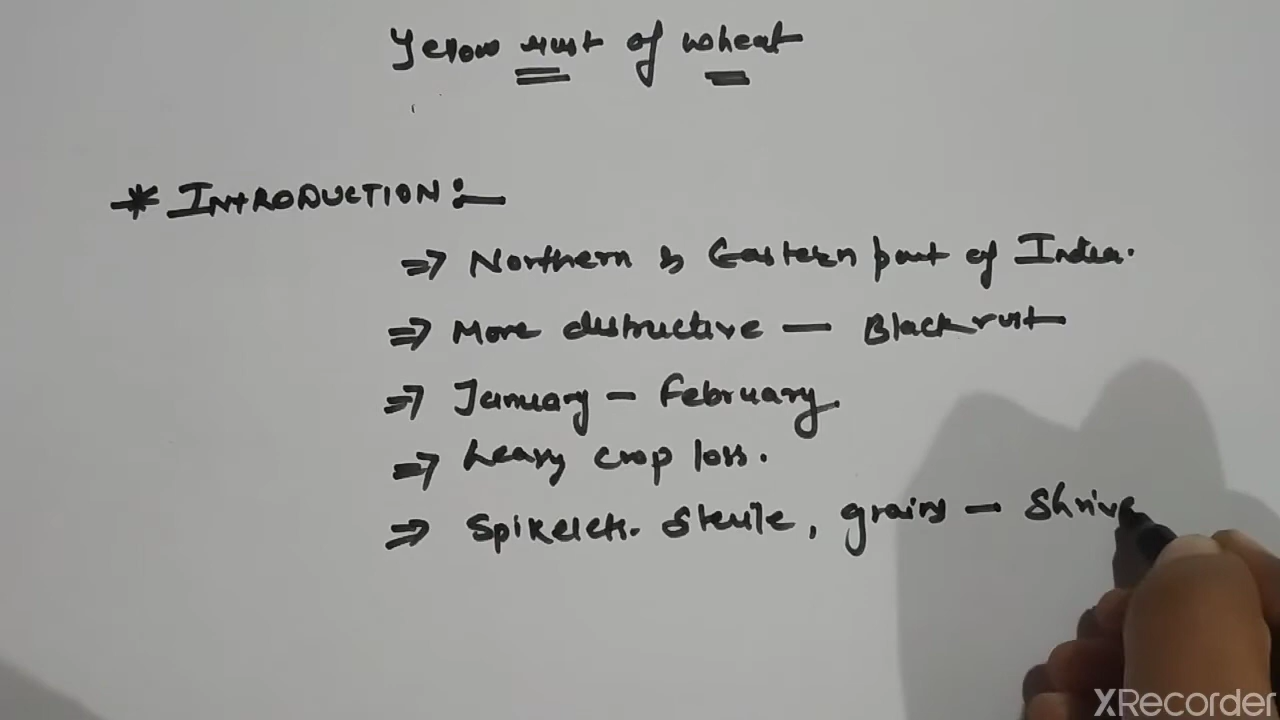 Yellow rust of wheat
* INTRODUCTION :—
⇒ Northern & Eastern part of India.
⇒ More destructive — Black rust
⇒ January - February.
⇒ heavy crop loss.
⇒ Spikelets. Sterile, grains — Shrive
XRecorder